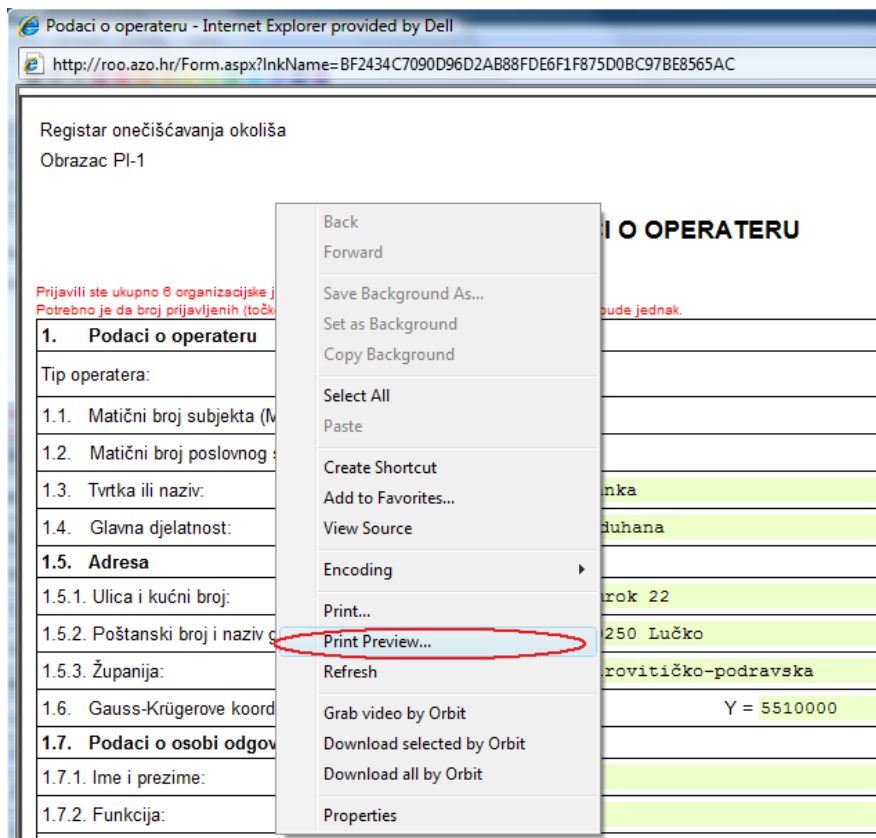 Podaci o operateru - Internet Explorer provided by Dell
http://roo.azo.hr/Form.aspx?lnkName=BF2434C7090D96D2AB88FDE6F1F875D0BC97BE8565AC
Registar onečišćavanja okoliša
Obrazac PI-1
I O OPERATERU
Prijavili ste ukupno 6 organizacijske j
Potrebno je da broj prijavljenih (točk bude jednak.
1. Podaci o operateru
Tip operatera:
1.1. Matični broj subjekta (M
1.2. Matični broj poslovnog s
1.3. Tvrtka ili naziv: nka
1.4. Glavna djelatnost: duhana
1.5. Adresa
1.5.1. Ulica i kućni broj: rok 22
1.5.2. Poštanski broj i naziv g 250 Lučko
1.5.3. Županija: rovitičko-podravska
1.6. Gauss-Krügerove koord Y = 5510000
1.7. Podaci o osobi odgov
1.7.1. Ime i prezime:
1.7.2. Funkcija:
Back
Forward
Save Background As...
Set as Background
Copy Background
Select All
Paste
Create Shortcut
Add to Favorites...
View Source
Encoding
Print...
Print Preview...
Refresh
Grab video by Orbit
Download selected by Orbit
Download all by Orbit
Properties